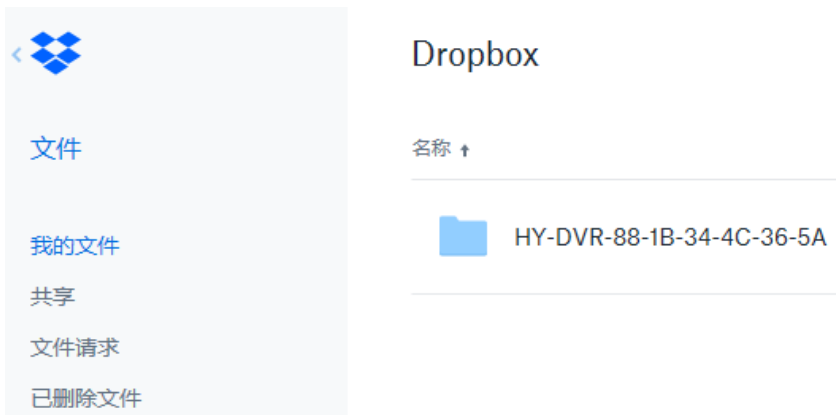 Dropbox
文件
名称
HY-DVR-88-1B-34-4C-36-5A
我的文件
共享
文件请求
已删除文件